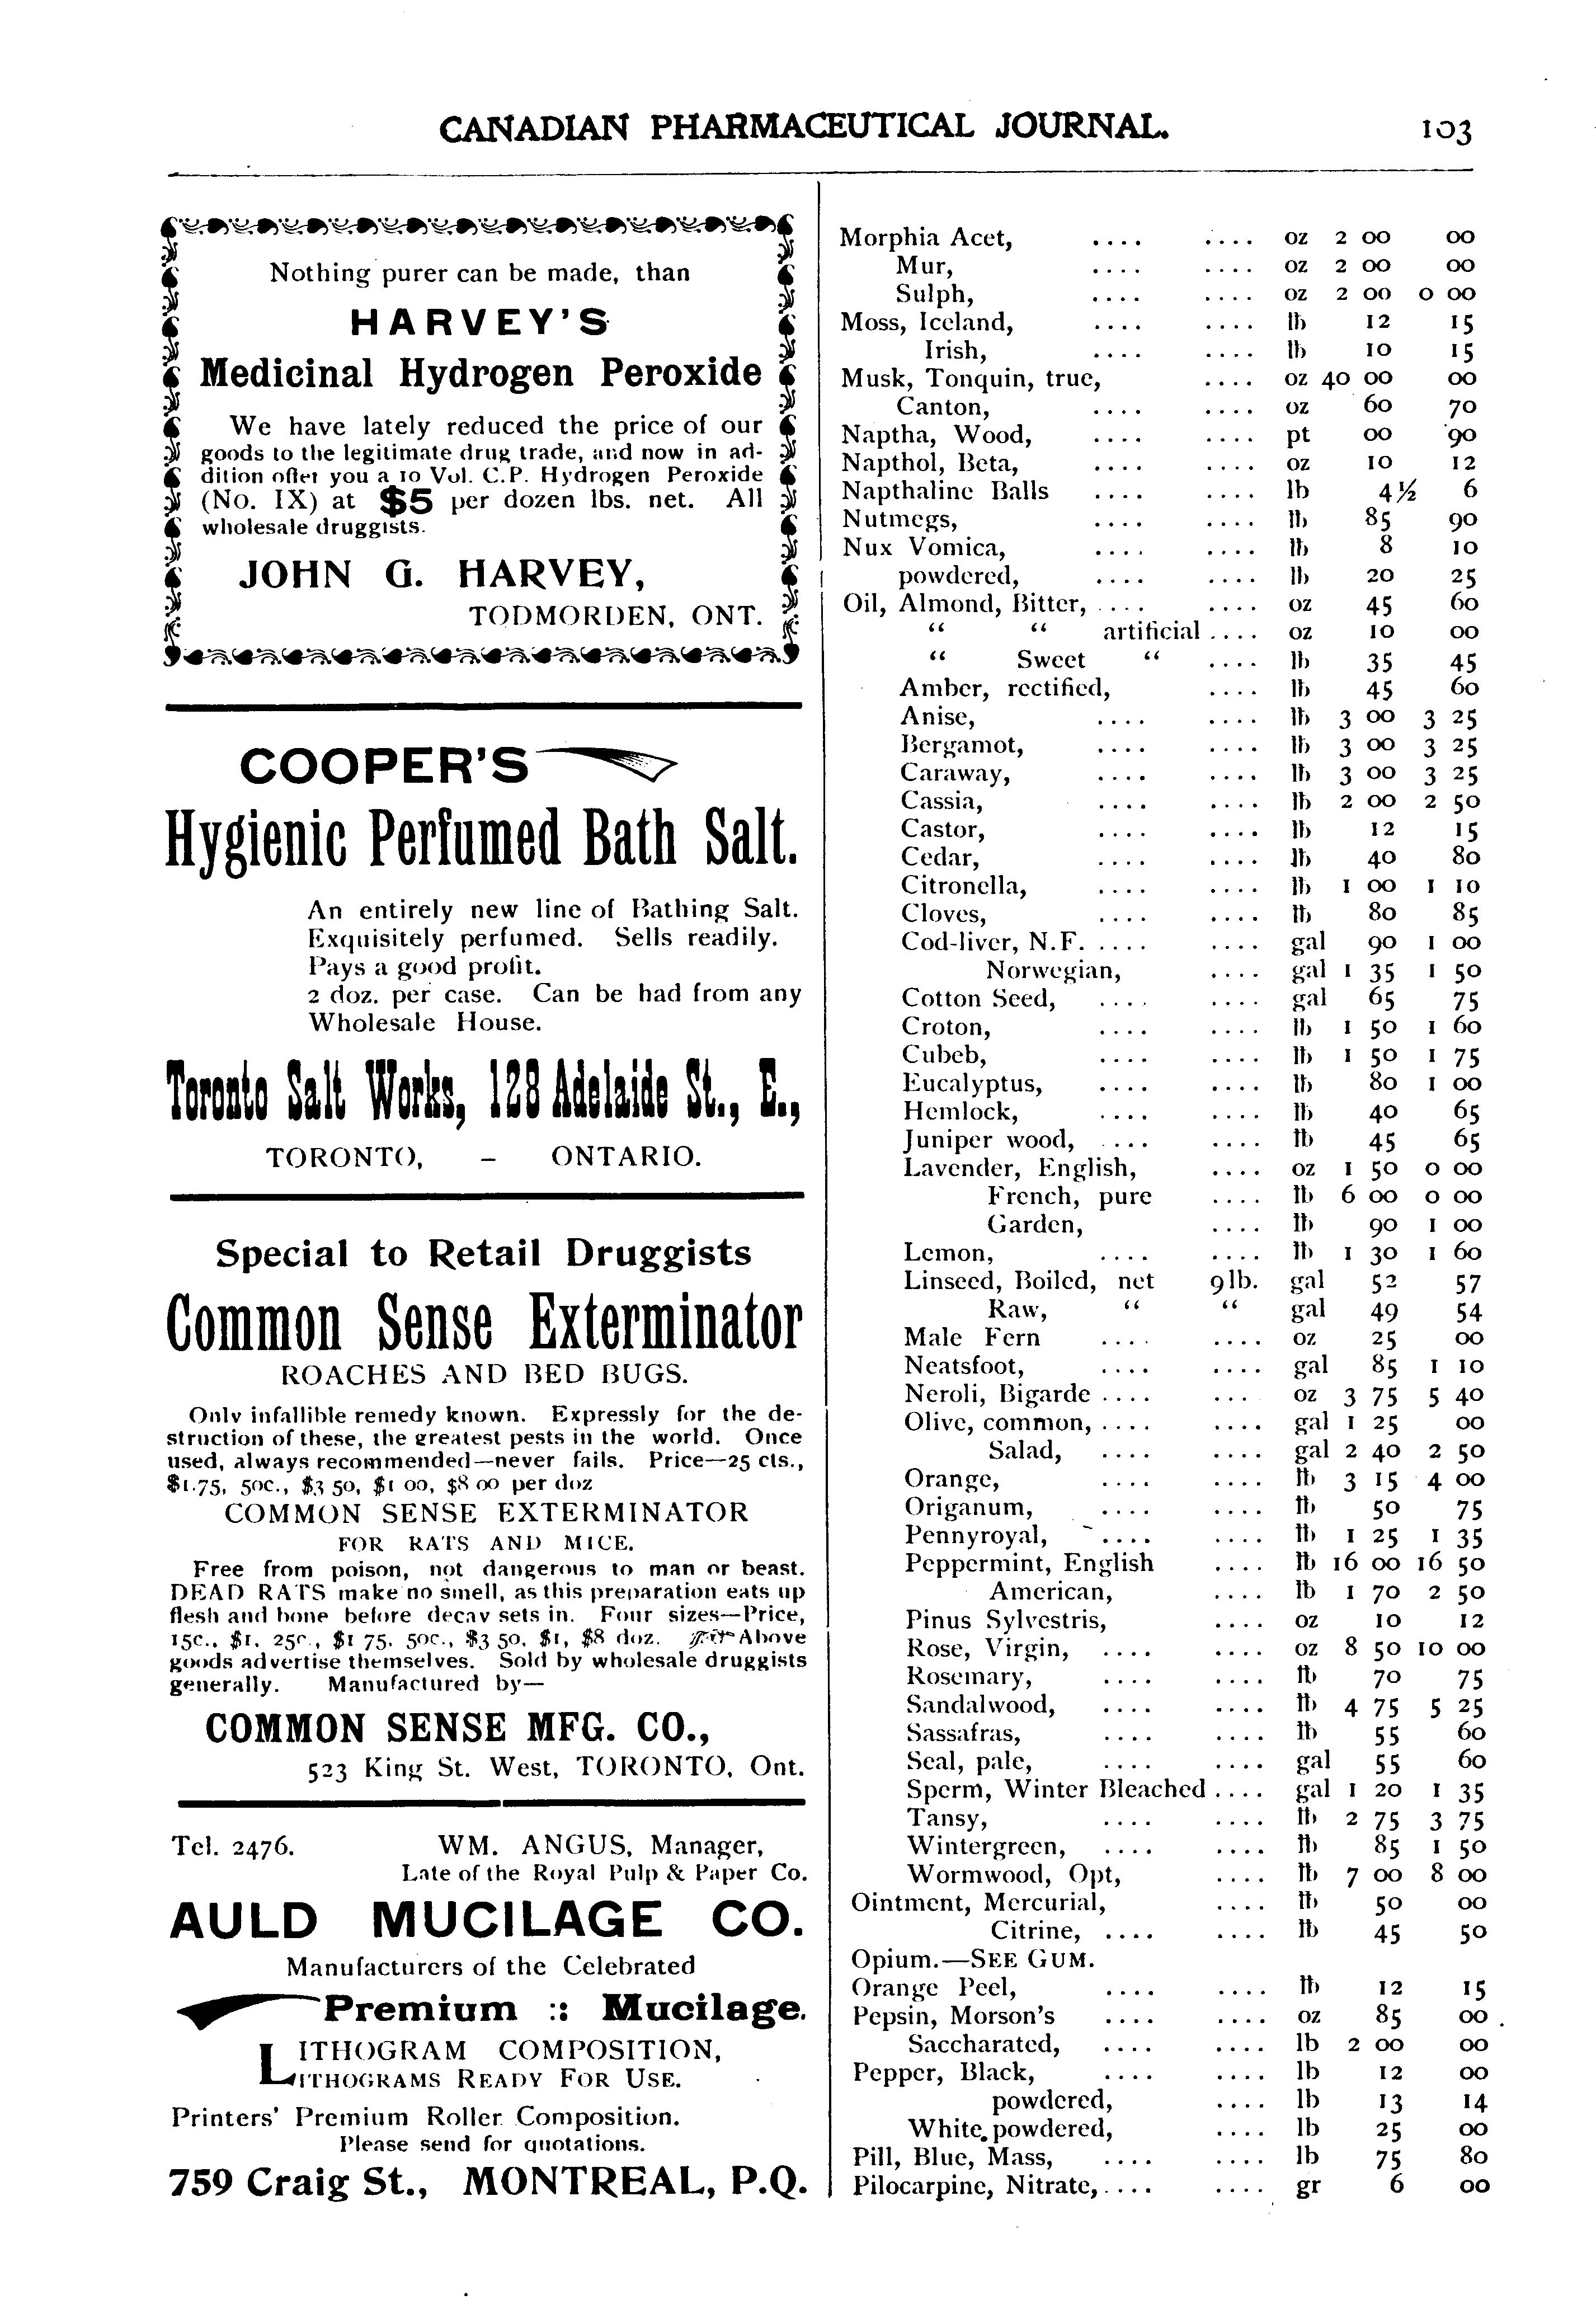 CANADIAN PHARMACEUTICAL JOURNAL. 103
Nothing purer can be made, than
HARVEY'S
Medicinal Hydrogen Peroxide
We have lately reduced the price of our
goods to the legitimate drug trade, and now in ad-
dition offer you a 10 Vol. C.P. Hydrogen Peroxide
(No. IX) at $5 per dozen lbs. net. All
wholesale druggists.
JOHN G. HARVEY,
TODMORDEN, ONT.
COOPER'S
Hygienic Perfumed Bath Salt.
An entirely new line of Bathing Salt.
Exquisitely perfumed. Sells readily.
Pays a good profit.
2 doz. per case. Can be had from any
Wholesale House.
Toronto Salt Works, 128 Adelaide St., E.,
TORONTO, - ONTARIO.
Special to Retail Druggists
Common Sense Exterminator
ROACHES AND BED BUGS.
Only infallible remedy known. Expressly for the de-
struction of these, the greatest pests in the world. Once
used, always recommended—never fails. Price—25 cts.,
$1.75, 50c., $3 50, $1 00, $8 00 per doz
COMMON SENSE EXTERMINATOR
FOR RATS AND MICE.
Free from poison, not dangerous to man or beast.
DEAD RATS make no smell, as this preparation eats up
flesh and bone before decay sets in. Four sizes—Price,
15c., $1, 25c., $1 75, 50c., $3 50, $1, $8 doz. ☞Above
goods advertise themselves. Sold by wholesale druggists
generally. Manufactured by—
COMMON SENSE MFG. CO.,
523 King St. West, TORONTO, Ont.
Tel. 2476. WM. ANGUS, Manager,
Late of the Royal Pulp & Paper Co.
AULD MUCILAGE CO.
Manufacturers of the Celebrated
Premium :: Mucilage.
LITHOGRAM COMPOSITION,
LITHOGRAMS READY FOR USE.
Printers' Premium Roller Composition.
Please send for quotations.
759 Craig St., MONTREAL, P.Q.
Morphia Acet, .... .... oz 2 00 00
Mur, .... .... oz 2 00 00
Sulph, .... .... oz 2 00 0 00
Moss, Iceland, .... .... lb 12 15
Irish, .... .... lb 10 15
Musk, Tonquin, true, .... oz 40 00 00
Canton, .... .... oz 60 70
Naptha, Wood, .... .... pt 00 90
Napthol, Beta, .... .... oz 10 12
Napthaline Balls .... .... lb 4½ 6
Nutmegs, .... .... lb 85 90
Nux Vomica, .... .... lb 8 10
powdered, .... .... lb 20 25
Oil, Almond, Bitter, .... .... oz 45 60
“ “ artificial .... oz 10 00
“ Sweet “ .... lb 35 45
Amber, rectified, .... lb 45 60
Anise, .... .... lb 3 00 3 25
Bergamot, .... .... lb 3 00 3 25
Caraway, .... .... lb 3 00 3 25
Cassia, .... .... lb 2 00 2 50
Castor, .... .... lb 12 15
Cedar, .... .... lb 40 80
Citronella, .... .... lb 1 00 1 10
Cloves, .... .... lb 80 85
Cod-liver, N.F. .... .... gal 90 1 00
Norwegian, .... gal 1 35 1 50
Cotton Seed, .... .... gal 65 75
Croton, .... .... lb 1 50 1 60
Cubeb, .... .... lb 1 50 1 75
Eucalyptus, .... .... lb 80 1 00
Hemlock, .... .... lb 40 65
Juniper wood, .... .... lb 45 65
Lavender, English, .... oz 1 50 0 00
French, pure .... lb 6 00 0 00
Garden, .... lb 90 1 00
Lemon, .... .... lb 1 30 1 60
Linseed, Boiled, net 9lb. gal 52 57
Raw, “ “ gal 49 54
Male Fern .... .... oz 25 00
Neatsfoot, .... .... gal 85 1 10
Neroli, Bigarde .... ... oz 3 75 5 40
Olive, common, .... .... gal 1 25 00
Salad, .... .... gal 2 40 2 50
Orange, .... .... lb 3 15 4 00
Origanum, .... .... lb 50 75
Pennyroyal, .... .... lb 1 25 1 35
Peppermint, English .... lb 16 00 16 50
American, .... lb 1 70 2 50
Pinus Sylvestris, .... oz 10 12
Rose, Virgin, .... .... oz 8 50 10 00
Rosemary, .... .... lb 70 75
Sandalwood, .... .... lb 4 75 5 25
Sassafras, .... .... lb 55 60
Seal, pale, .... .... gal 55 60
Sperm, Winter Bleached .... gal 1 20 1 35
Tansy, .... .... lb 2 75 3 75
Wintergreen, .... .... lb 85 1 50
Wormwood, Opt, .... lb 7 00 8 00
Ointment, Mercurial, .... lb 50 00
Citrine, .... .... lb 45 50
Opium.—SEE GUM.
Orange Peel, .... .... lb 12 15
Pepsin, Morson's .... .... oz 85 00
Saccharated, .... .... lb 2 00 00
Pepper, Black, .... .... lb 12 00
powdered, .... lb 13 14
White, powdered, .... lb 25 00
Pill, Blue, Mass, .... .... lb 75 80
Pilocarpine, Nitrate, .... .... gr 6 00